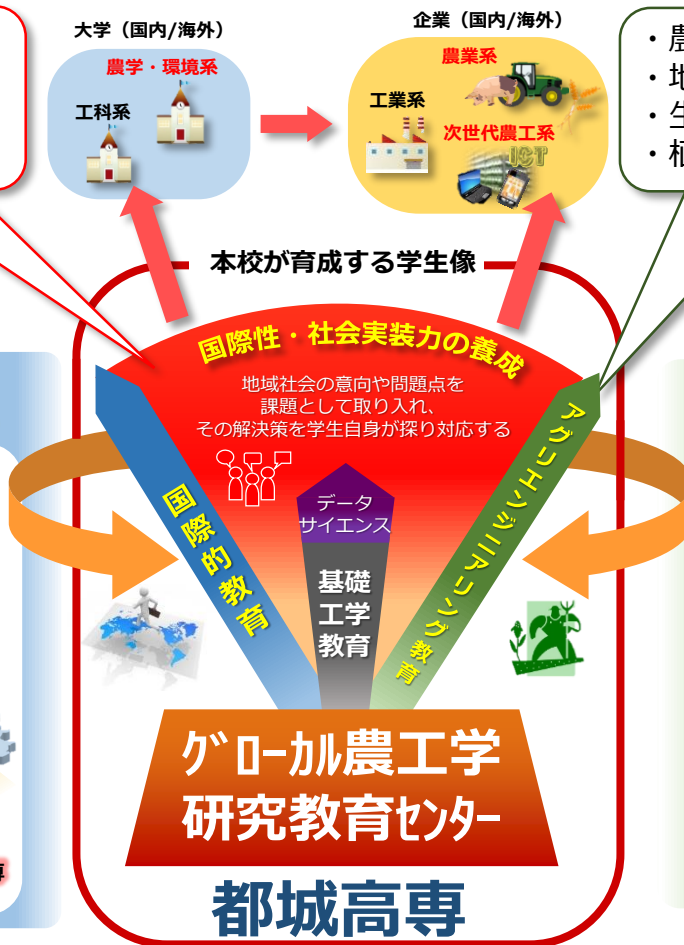 大学（国内/海外）
農学・環境系
工科系
企業（国内/海外）
農業系
工業系
次世代農工系
ICT
・農
・地
・生
・植
本校が育成する学生像
国際性・社会実装力の養成
地域社会の意向や問題点を
課題として取り入れ、
その解決策を学生自身が探り対応する
国際的教育
データ
サイエンス
基礎
工学
教育
アグリエンジニアリング教育
グローカル農工学
研究教育センター
都城高専